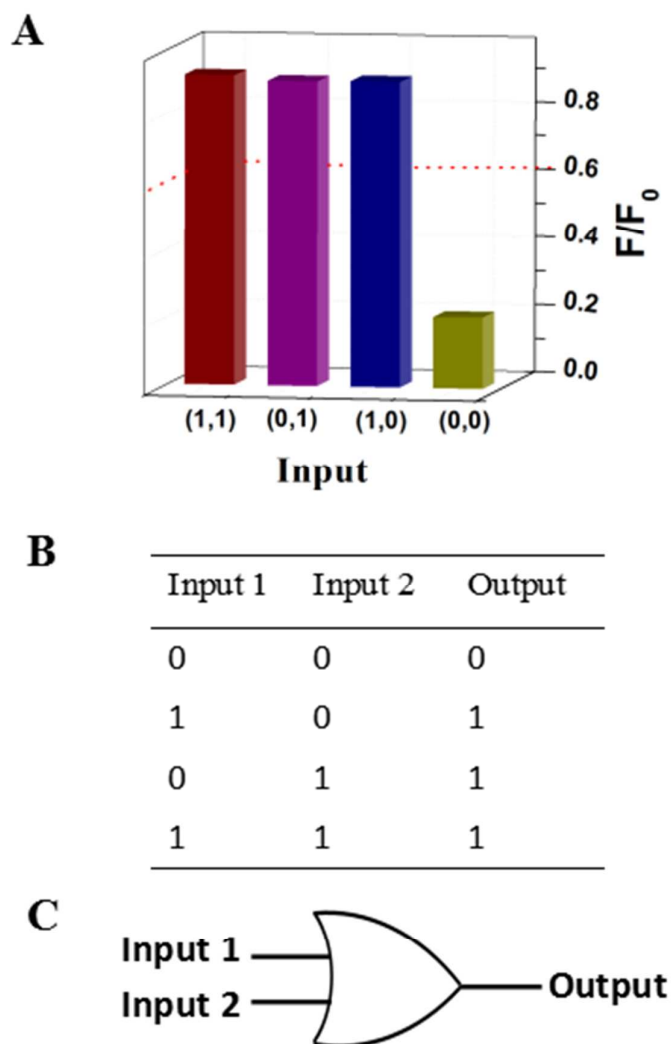 A
0.8
0.6
0.4
0.2
0.0
F/F0
(1,1) (0,1) (1,0) (0,0)
Input
B
Input 1 Input 2 Output
0 0 0
1 0 1
0 1 1
1 1 1
C
Input 1
Input 2
Output